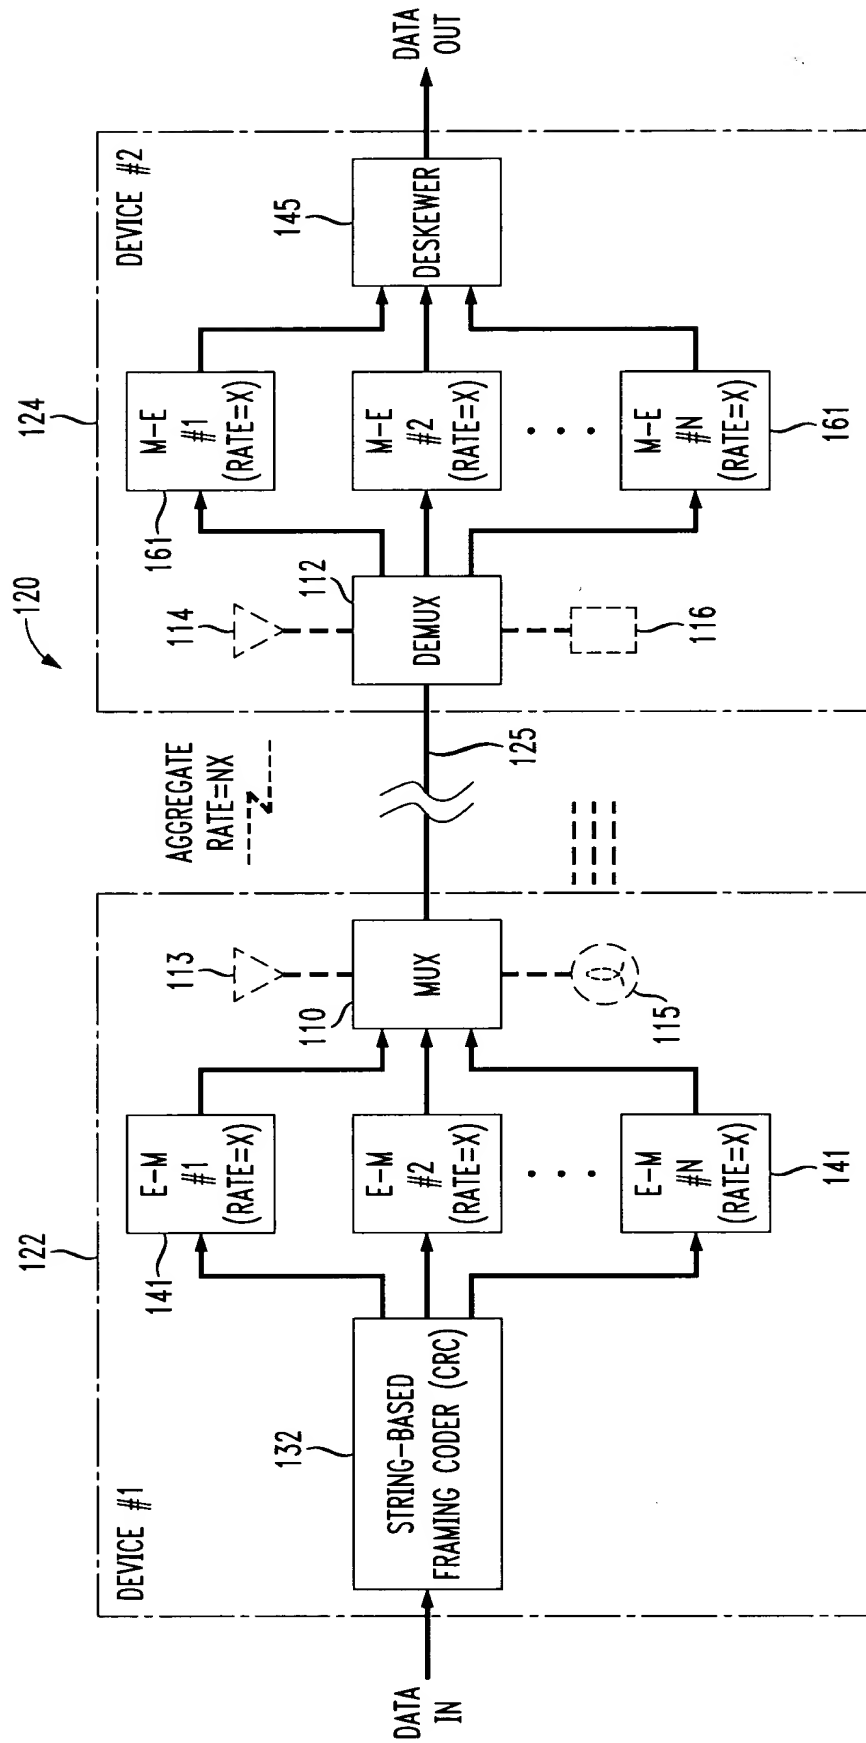 120
122
DEVICE #1
DATA
IN
132
STRING-BASED
FRAMING CODER (CRC)
141
E-M
#1
(RATE=X)
E-M
#2
(RATE=X)
E-M
#N
(RATE=X)
141
113
110
MUX
115
AGGREGATE
RATE=NX
125
124
DEVICE #2
114
112
DEMUX
116
161
M-E
#1
(RATE=X)
M-E
#2
(RATE=X)
M-E
#N
(RATE=X)
161
145
DESKEWER
DATA
OUT